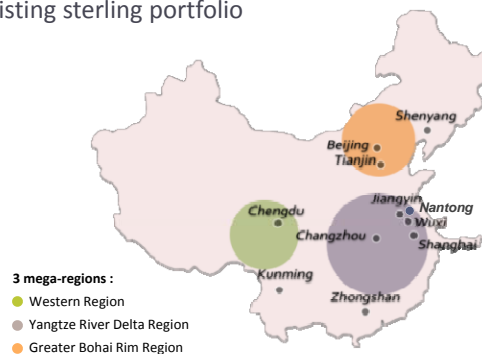 isting sterling portfolio
Shenyang
Beijing
Tianjin
Jiangyin
Nantong
Chengdu
Wuxi
Changzhou
Shanghai
Kunming
Zhongshan
3 mega-regions :
Western Region
Yangtze River Delta Region
Greater Bohai Rim Region